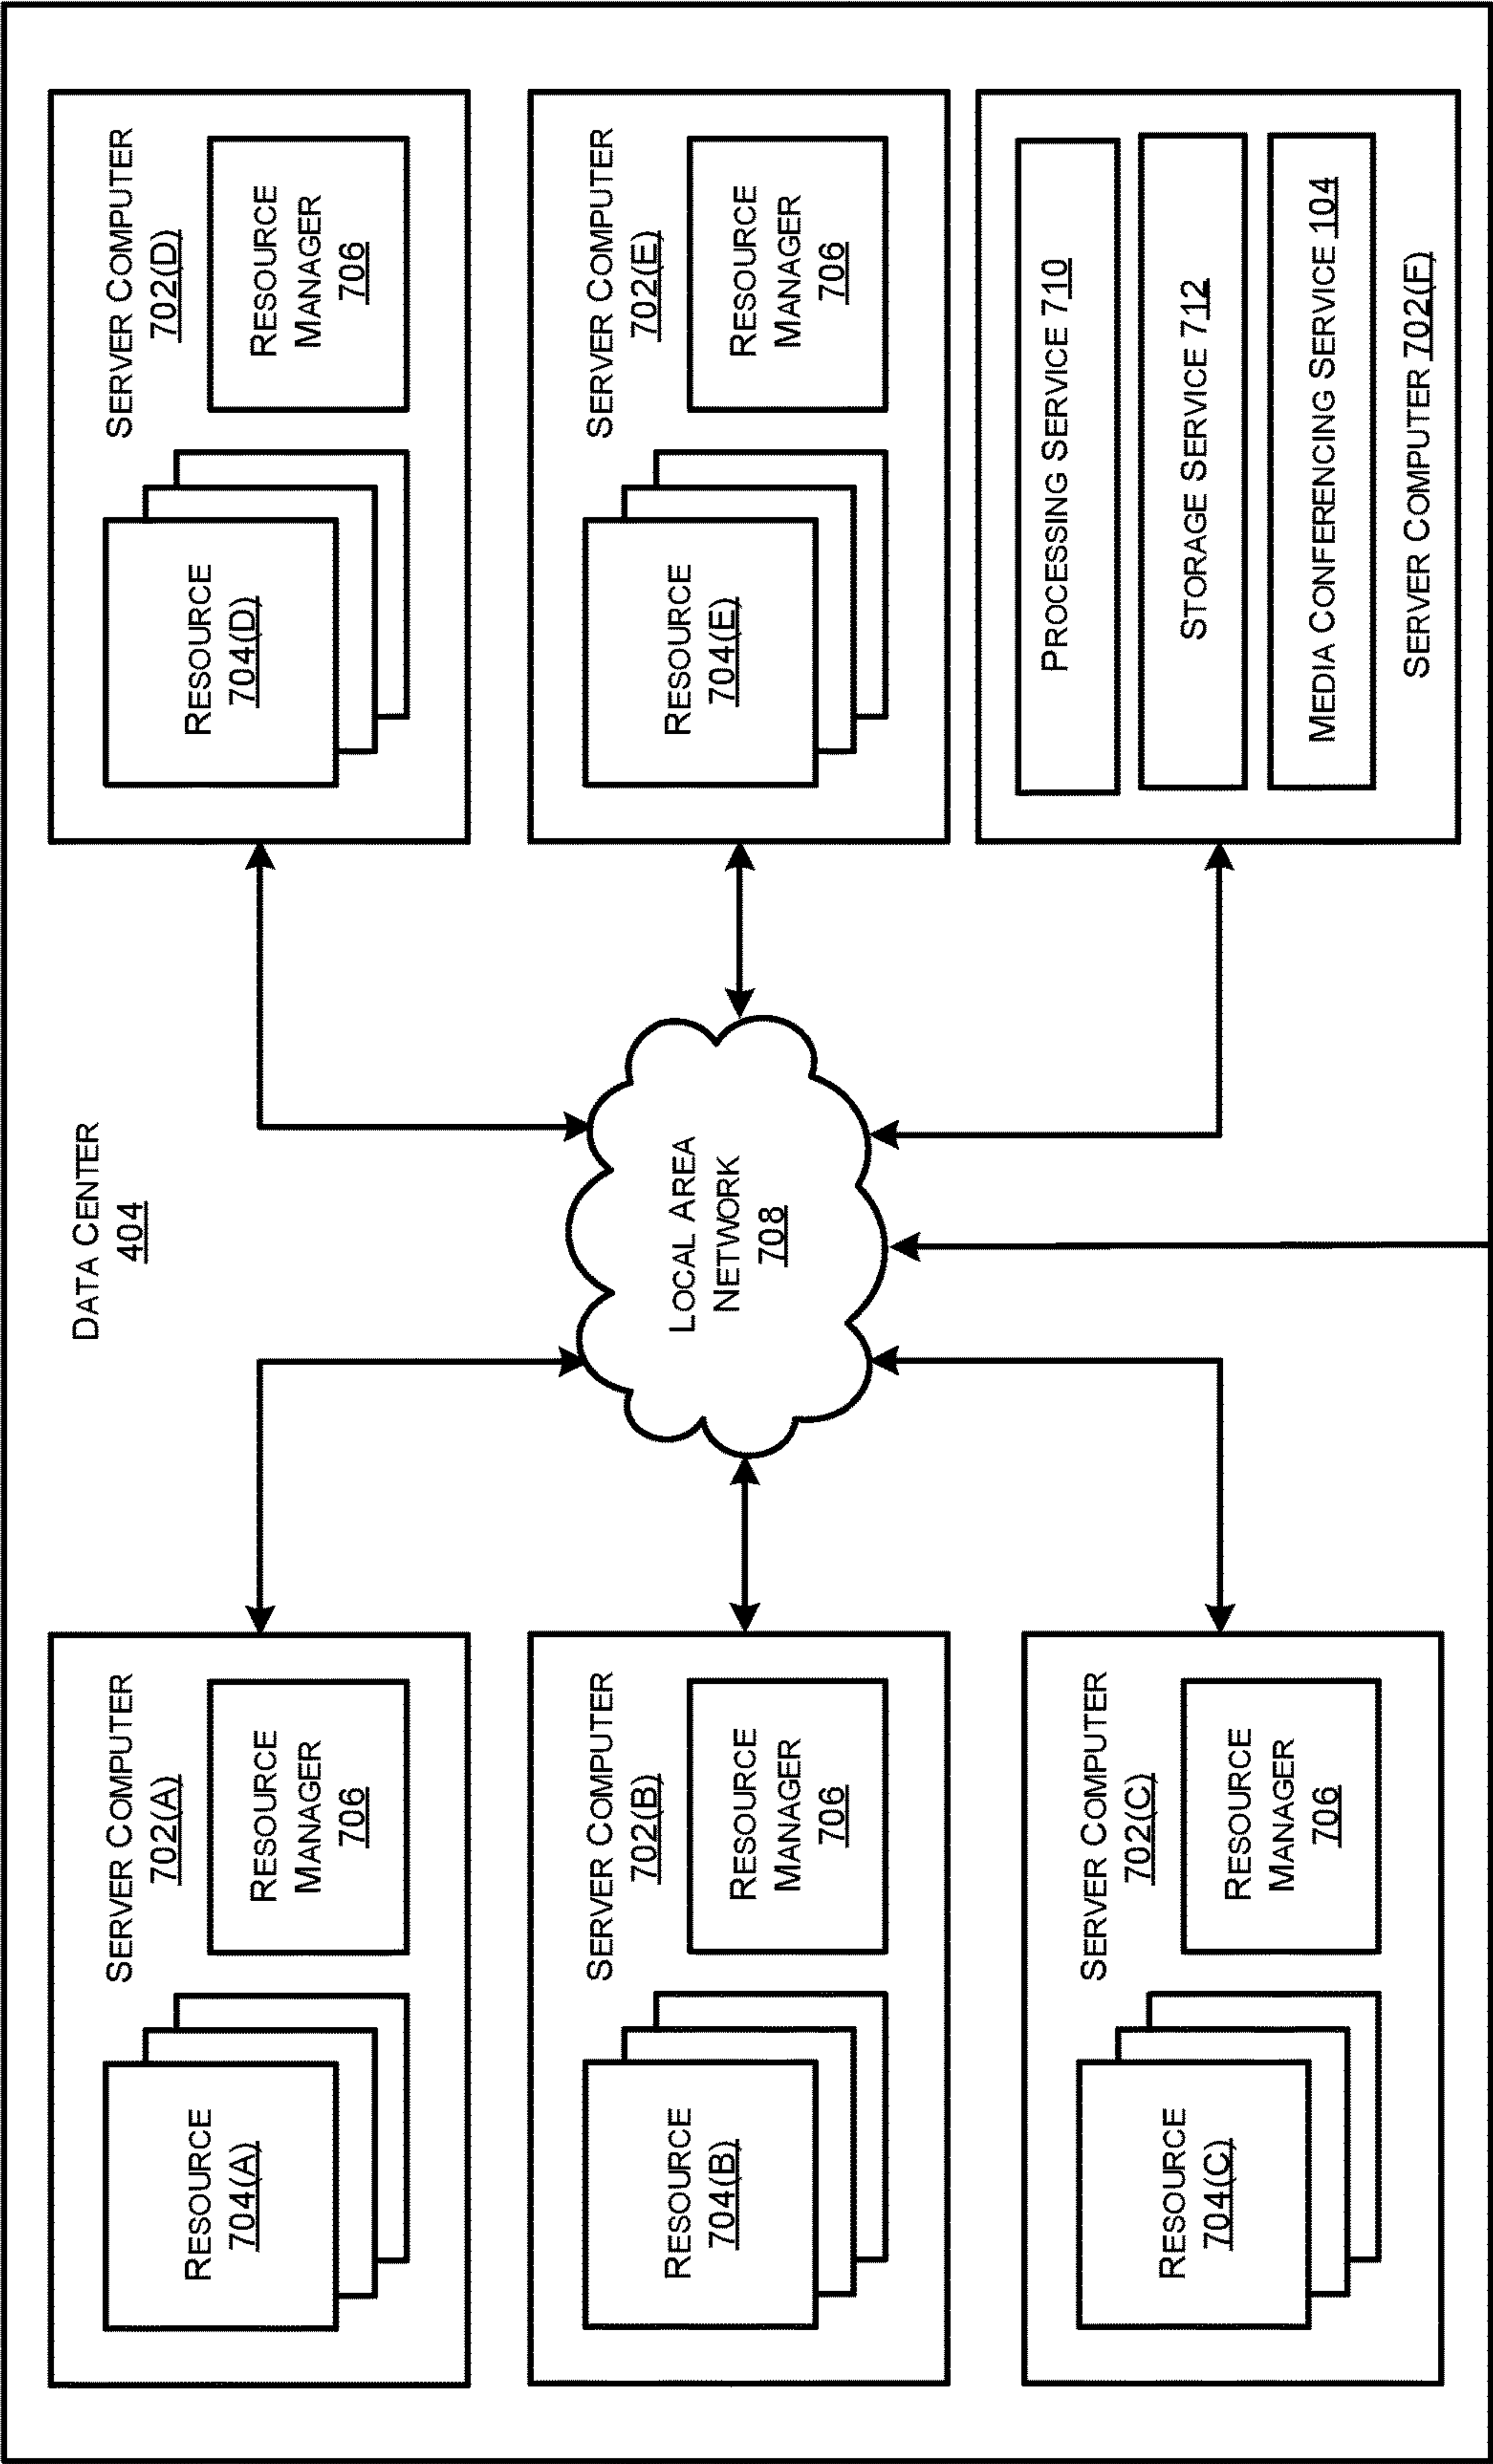 DATA CENTER
404
SERVER COMPUTER
702(A)
RESOURCE
704(A)
RESOURCE
MANAGER
706
SERVER COMPUTER
702(B)
RESOURCE
704(B)
RESOURCE
MANAGER
706
SERVER COMPUTER
702(C)
RESOURCE
704(C)
RESOURCE
MANAGER
706
LOCAL AREA
NETWORK
708
SERVER COMPUTER
702(D)
RESOURCE
704(D)
RESOURCE
MANAGER
706
SERVER COMPUTER
702(E)
RESOURCE
704(E)
RESOURCE
MANAGER
706
PROCESSING SERVICE 710
STORAGE SERVICE 712
MEDIA CONFERENCING SERVICE 104
SERVER COMPUTER 702(F)